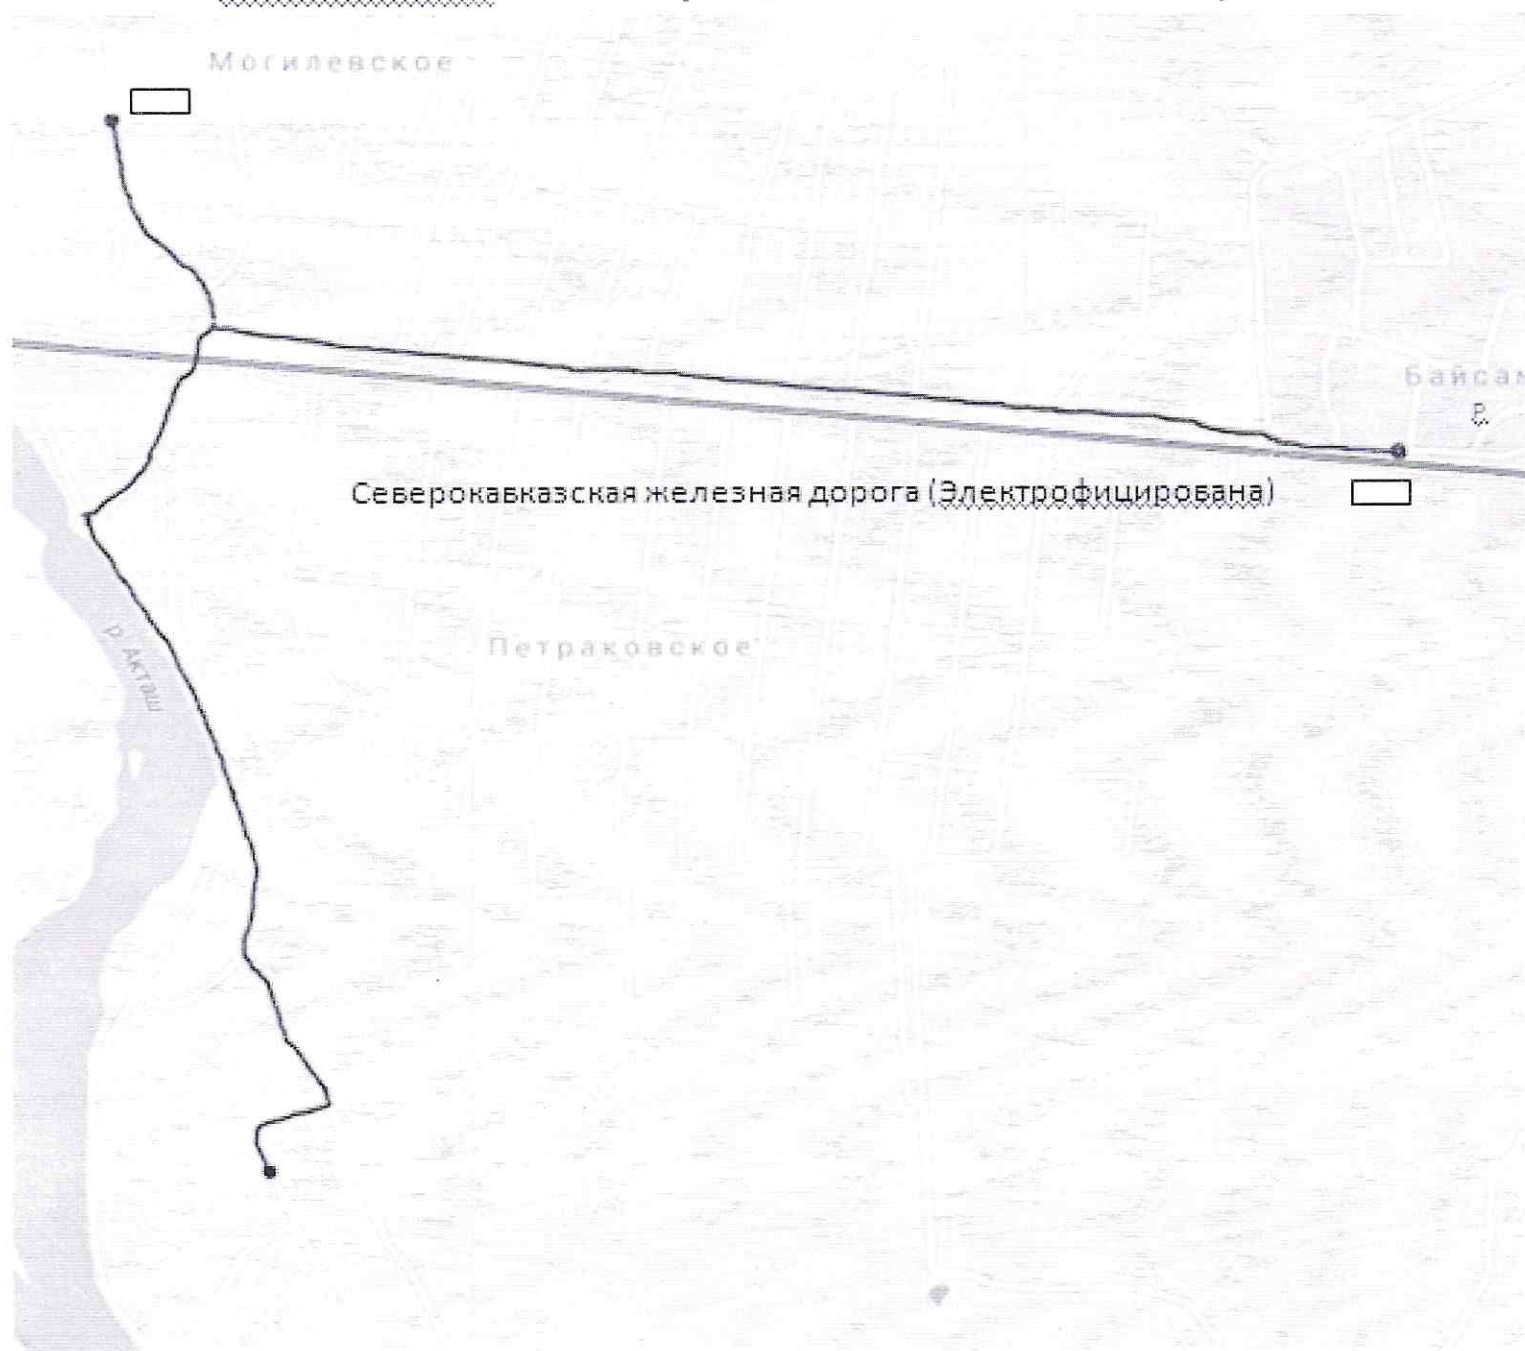 Могилевское
Байсам
р.
Северокавказская железная дорога (Электрофицирована)
Петраковское
р. Акташ